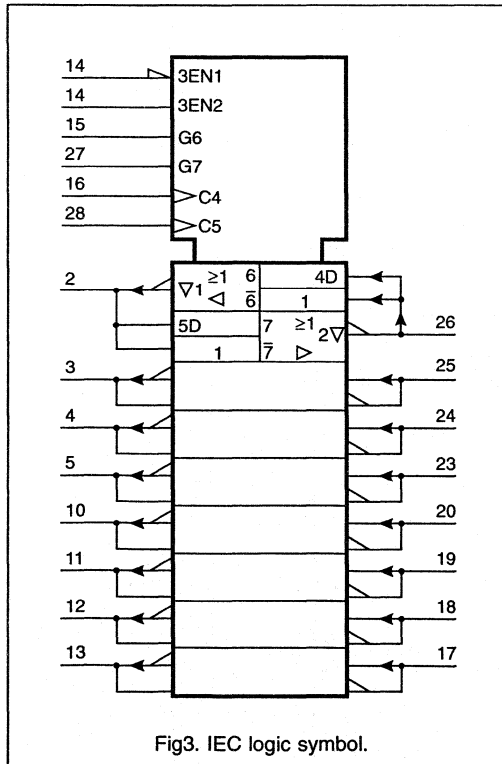 14 3EN1
14 3EN2
15 G6
27 G7
16 C4
28 C5
2 ▽1 ≥1 6 4D
◁ 6̅ 1
5D 7 ≥1 2▽ 26
1 7̅ ▷
3 25
4 24
5 23
10 20
11 19
12 18
13 17
Fig3. IEC logic symbol.